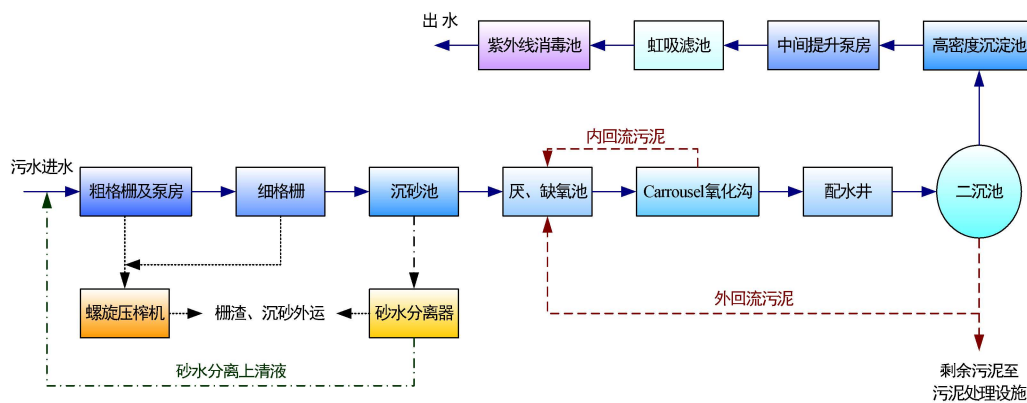 出 水
紫外线消毒池
虹吸滤池
中间提升泵房
高密度沉淀池
内回流污泥
污水进水
粗格栅及泵房
细格栅
沉砂池
厌、缺氧池
Carrousel氧化沟
配水井
二沉池
螺旋压榨机
栅渣、沉砂外运
砂水分离器
外回流污泥
砂水分离上清液
剩余污泥至
污泥处理设施